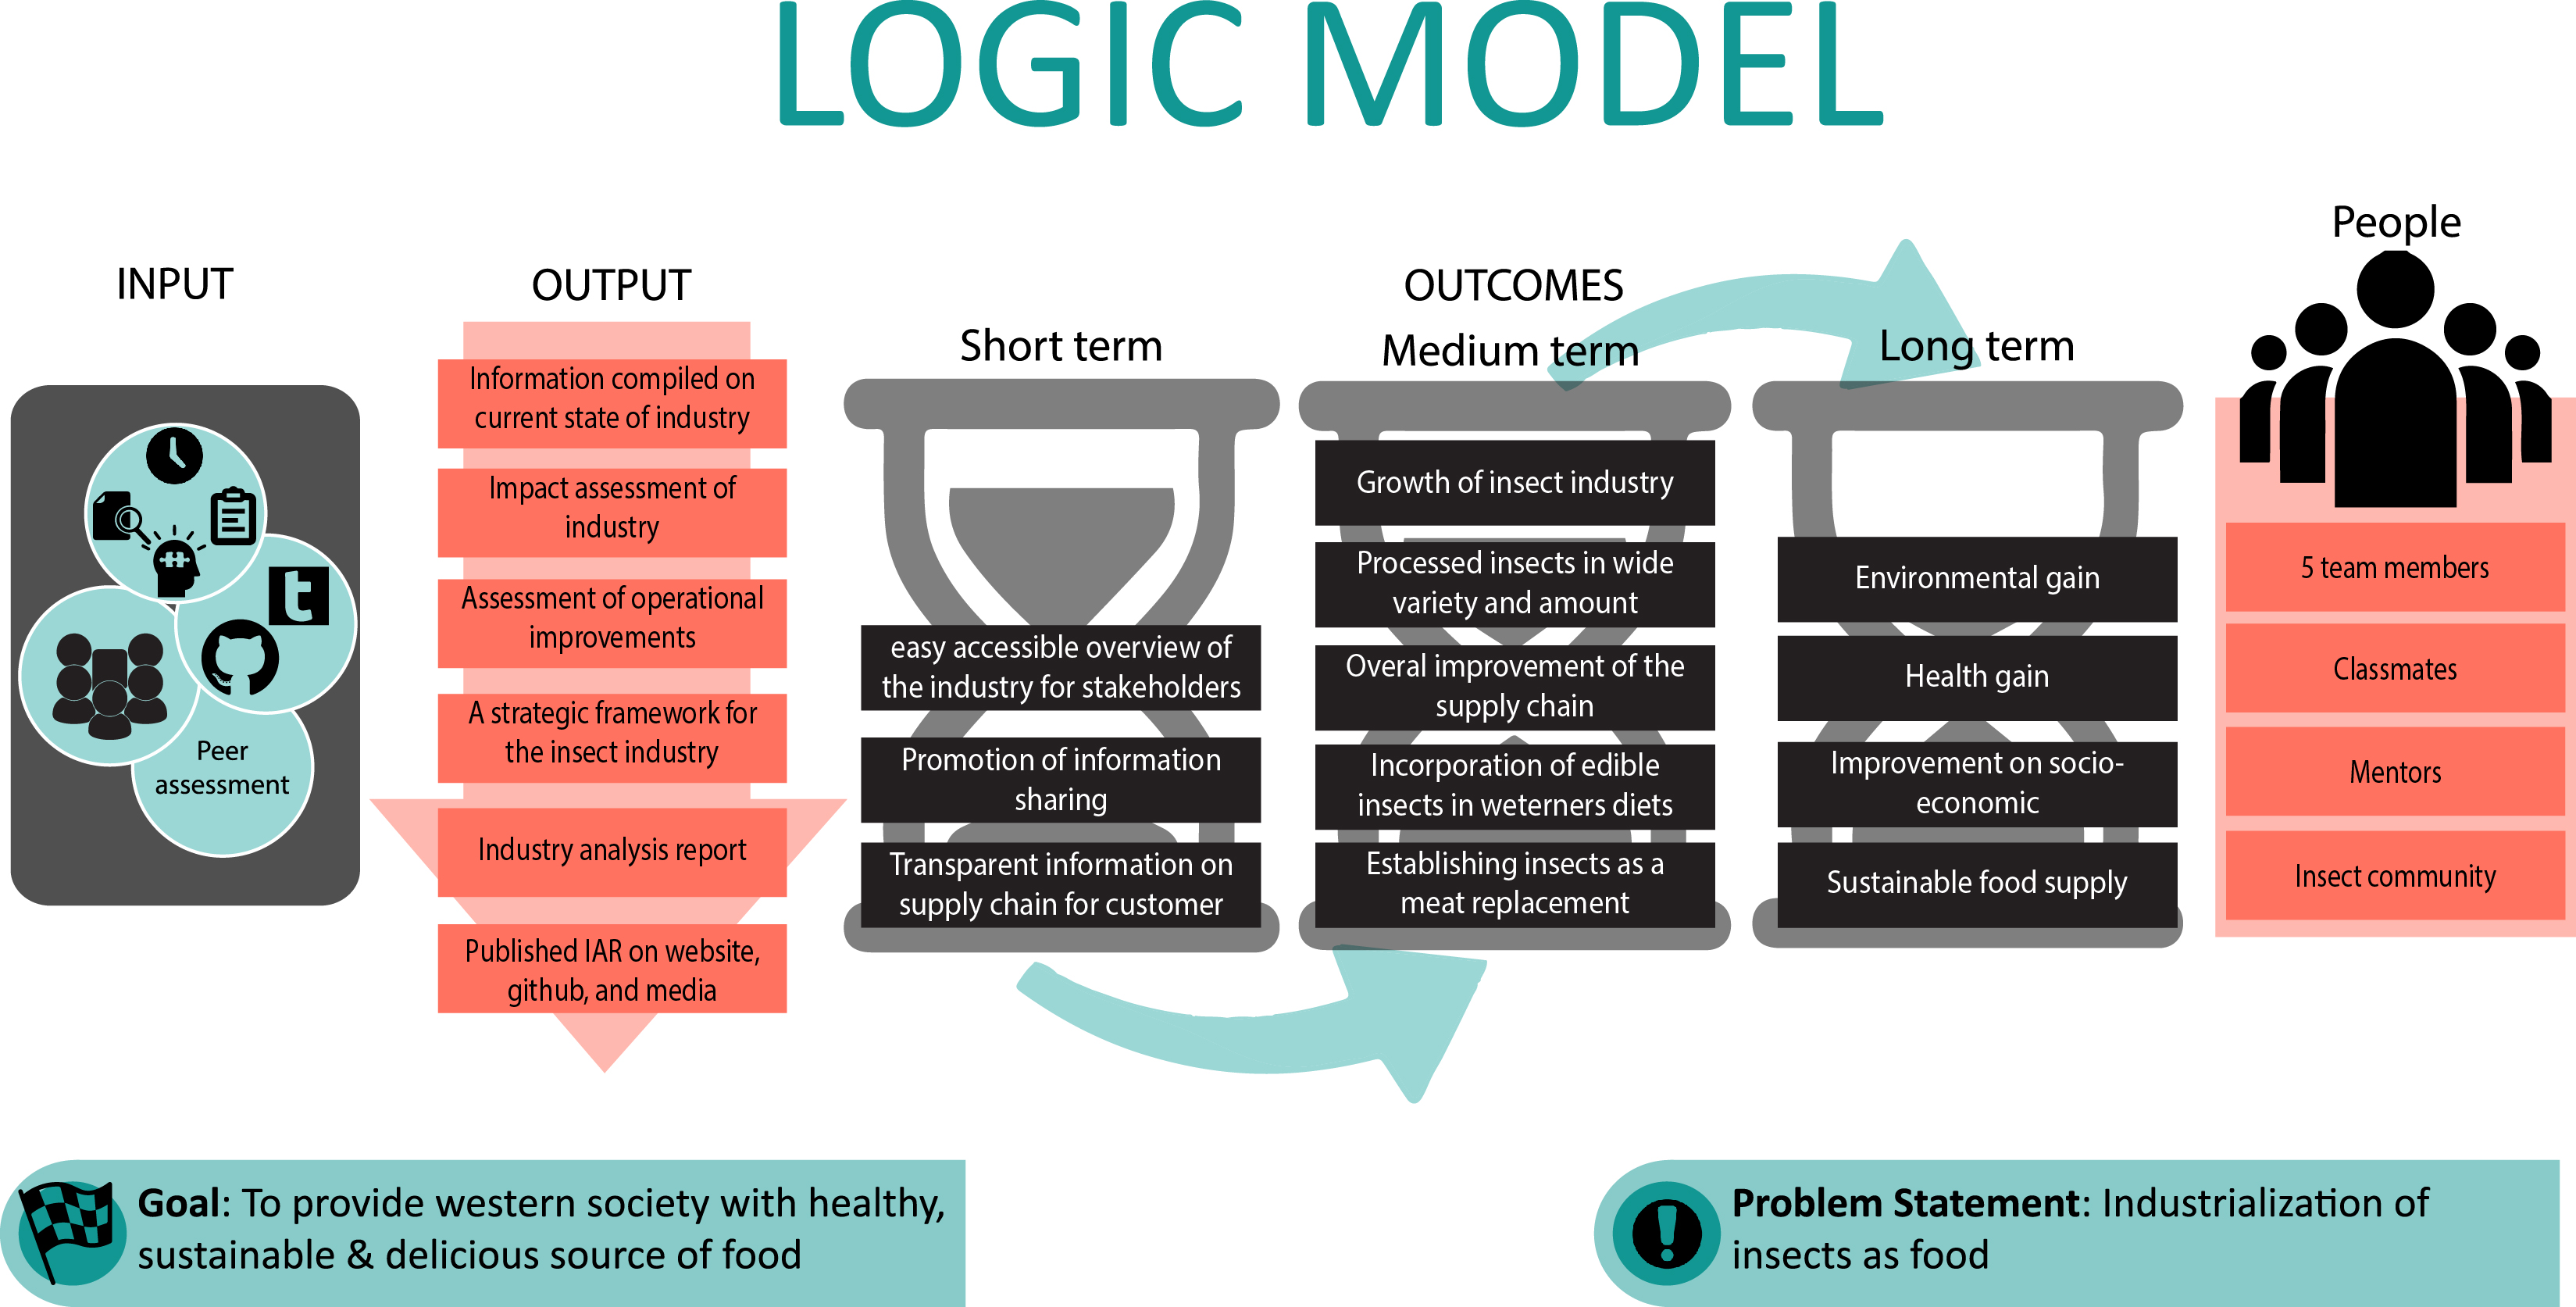 LOGIC MODEL
INPUT
Peer
assessment
OUTPUT
Information compiled on
current state of industry
Impact assessment of
industry
Assessment of operational
improvements
A strategic framework for
the insect industry
Industry analysis report
Published IAR on website,
github, and media
OUTCOMES
Short term
easy accessible overview of
the industry for stakeholders
Promotion of information
sharing
Transparent information on
supply chain for customer
Medium term
Growth of insect industry
Processed insects in wide
variety and amount
Overal improvement of the
supply chain
Incorporation of edible
insects in weterners diets
Establishing insects as a
meat replacement
Long term
Environmental gain
Health gain
Improvement on socio-
economic
Sustainable food supply
People
5 team members
Classmates
Mentors
Insect community
Goal: To provide western society with healthy,
sustainable & delicious source of food
Problem Statement: Industrialization of
insects as food